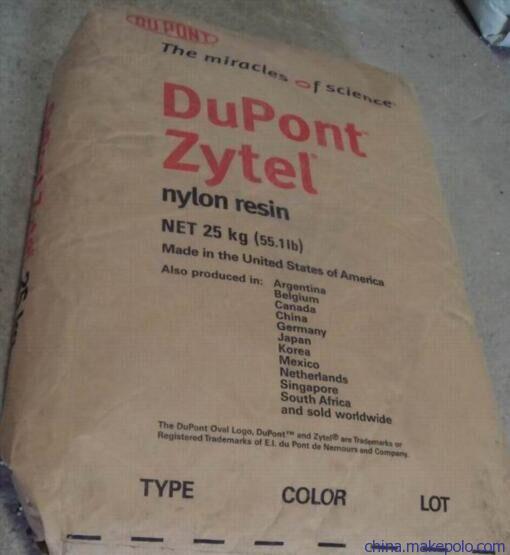 DUPONT
The miracles of science
DuPont™
Zytel®
nylon resin
NET 25 kg (55.1lb)
Made in the United States of America
Also produced in: Argentina
Belgium
Canada
China
Germany
Japan
Korea
Mexico
Netherlands
Singapore
South Africa
and sold worldwide
The DuPont Oval Logo, DuPont™ and Zytel® are Trademarks or
Registered Trademarks of E.I. du Pont de Nemours and Company.
TYPE COLOR LOT
china.makepolo.com